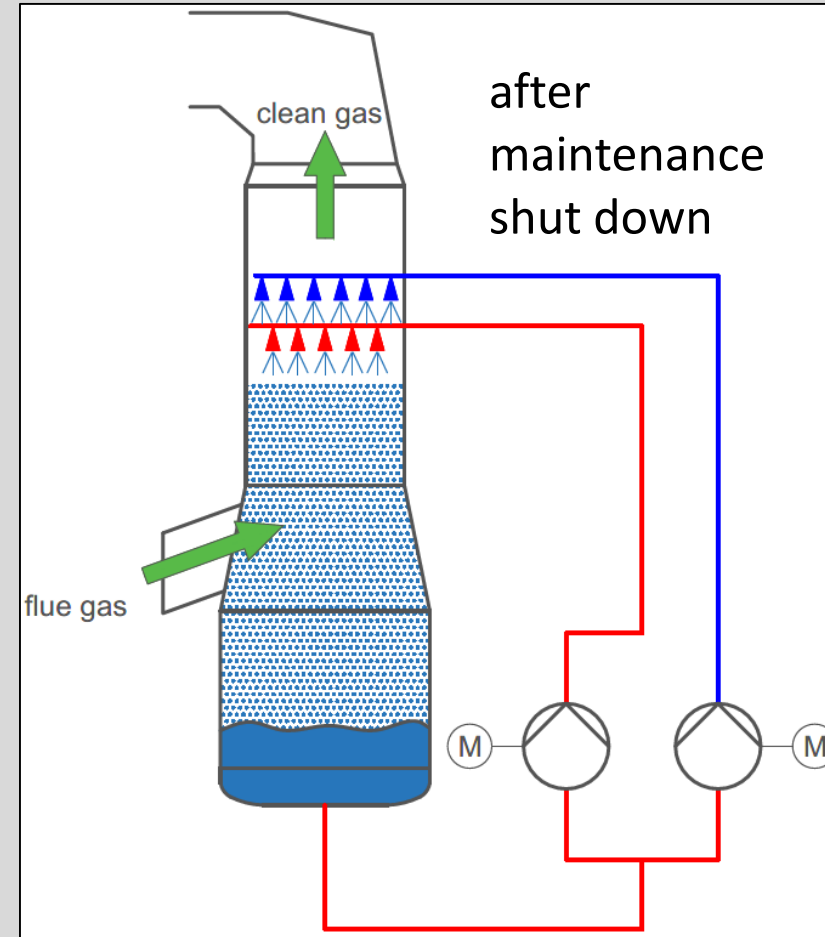 clean gas
after
maintenance
shut down
flue gas
M
M